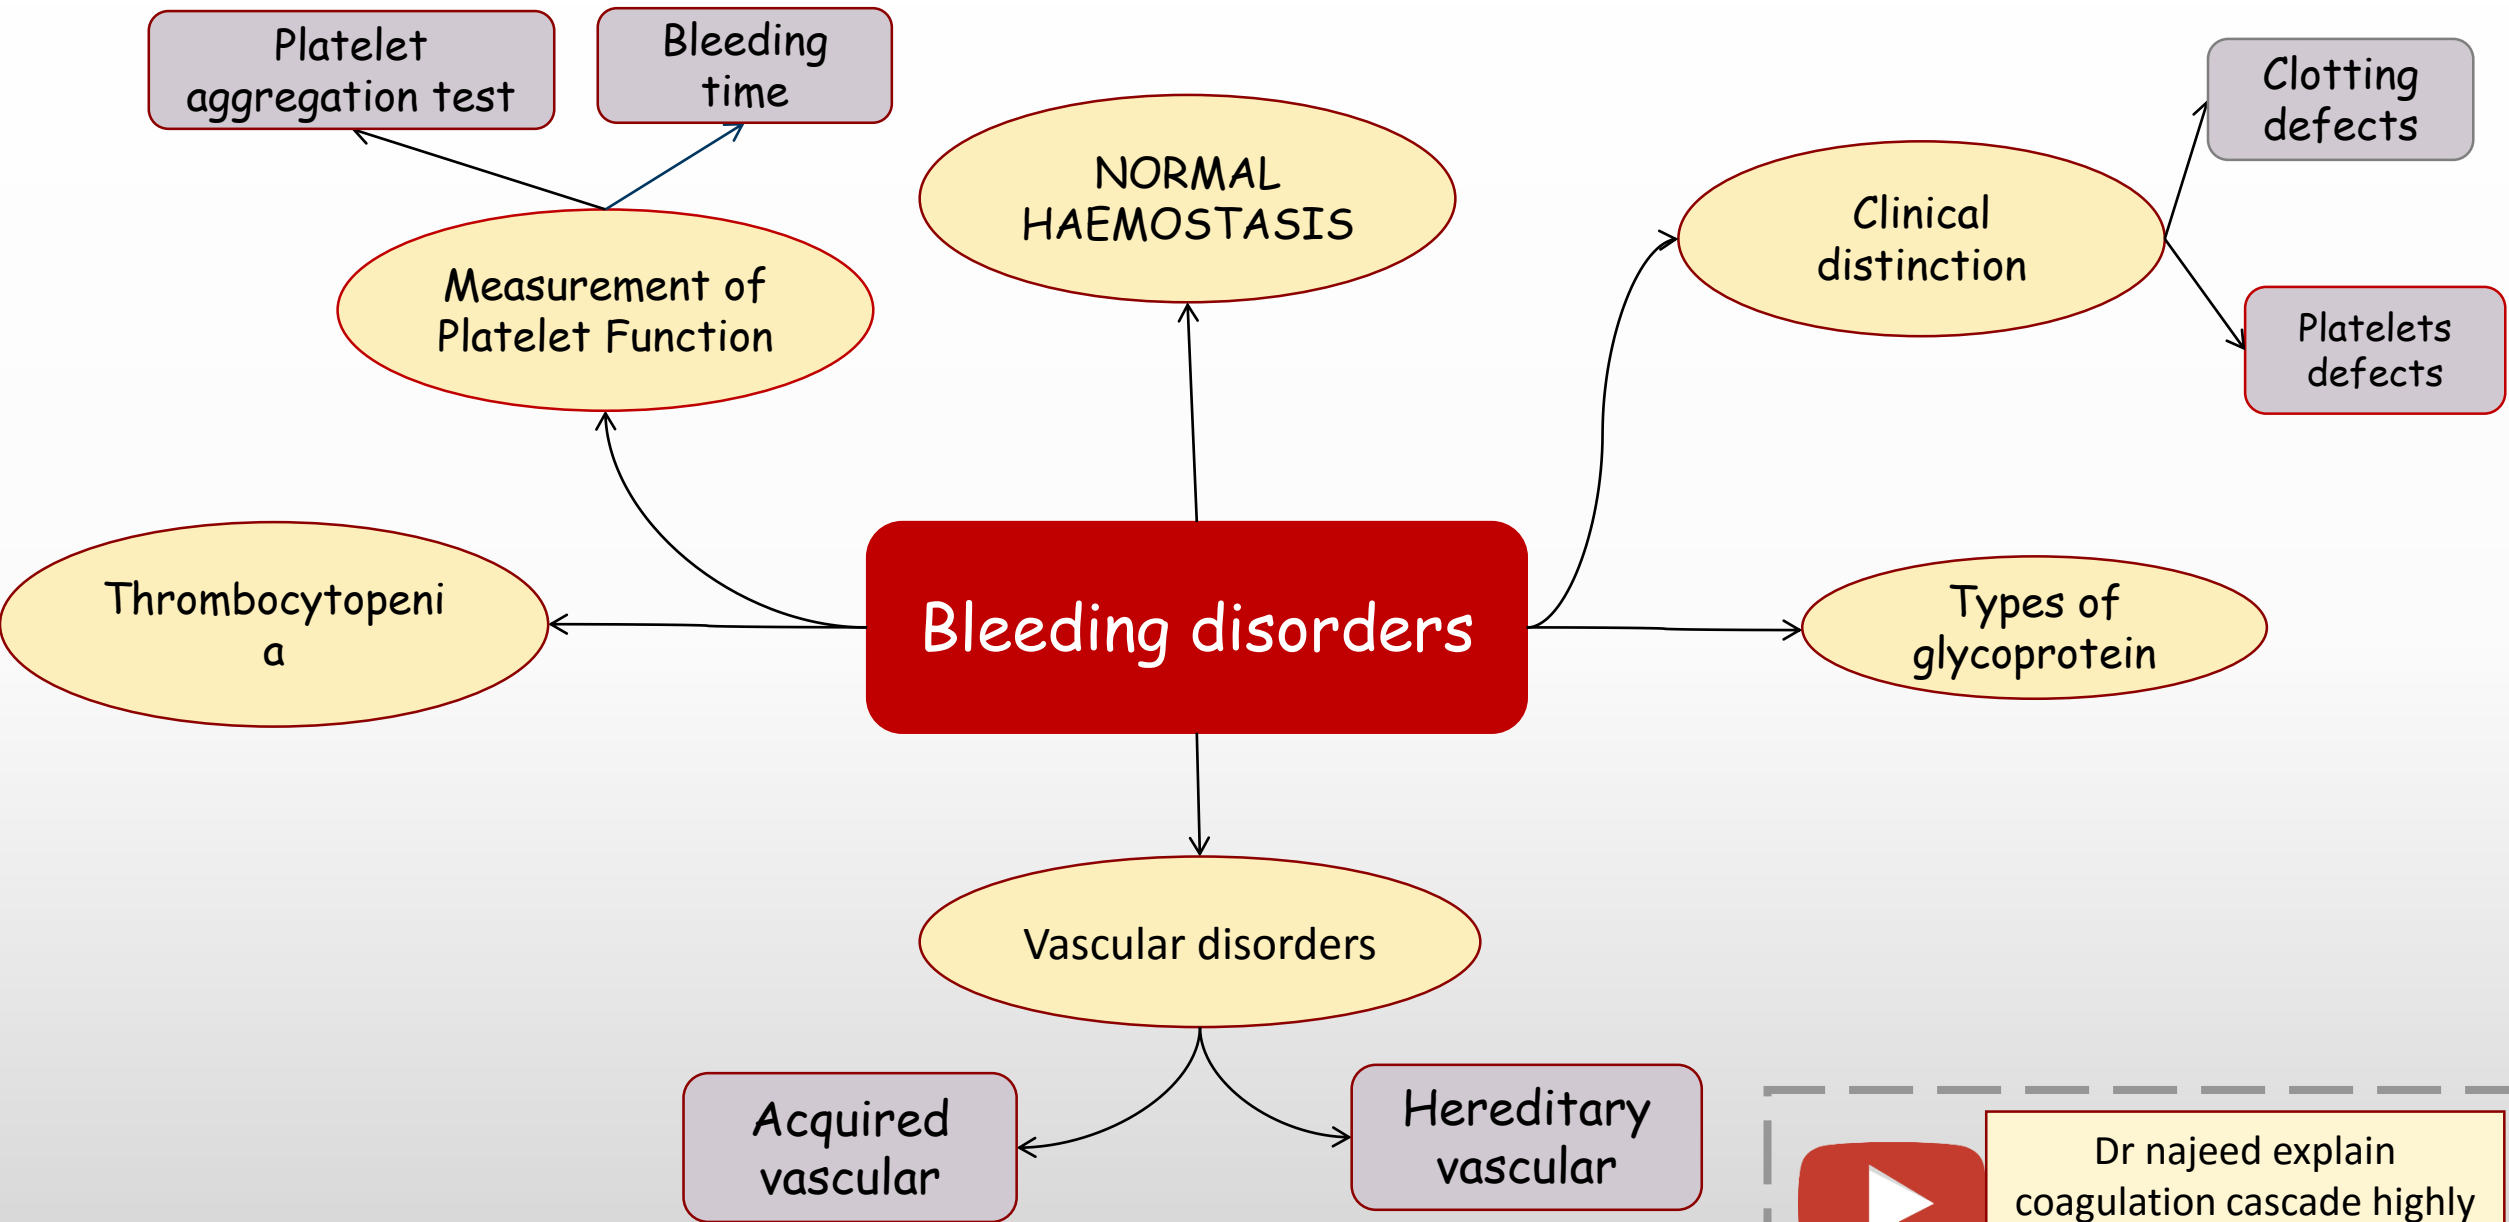 Platelet
aggregation test
Bleeding
time
NORMAL
HAEMOSTASIS
Clinical
distinction
Clotting
defects
Platelets
defects
Measurement of
Platelet Function
Thrombocytopeni
a
Bleeding disorders
Types of
glycoprotein
Vascular disorders
Acquired
vascular
Hereditary
vascular
Dr najeed explain
coagulation cascade highly